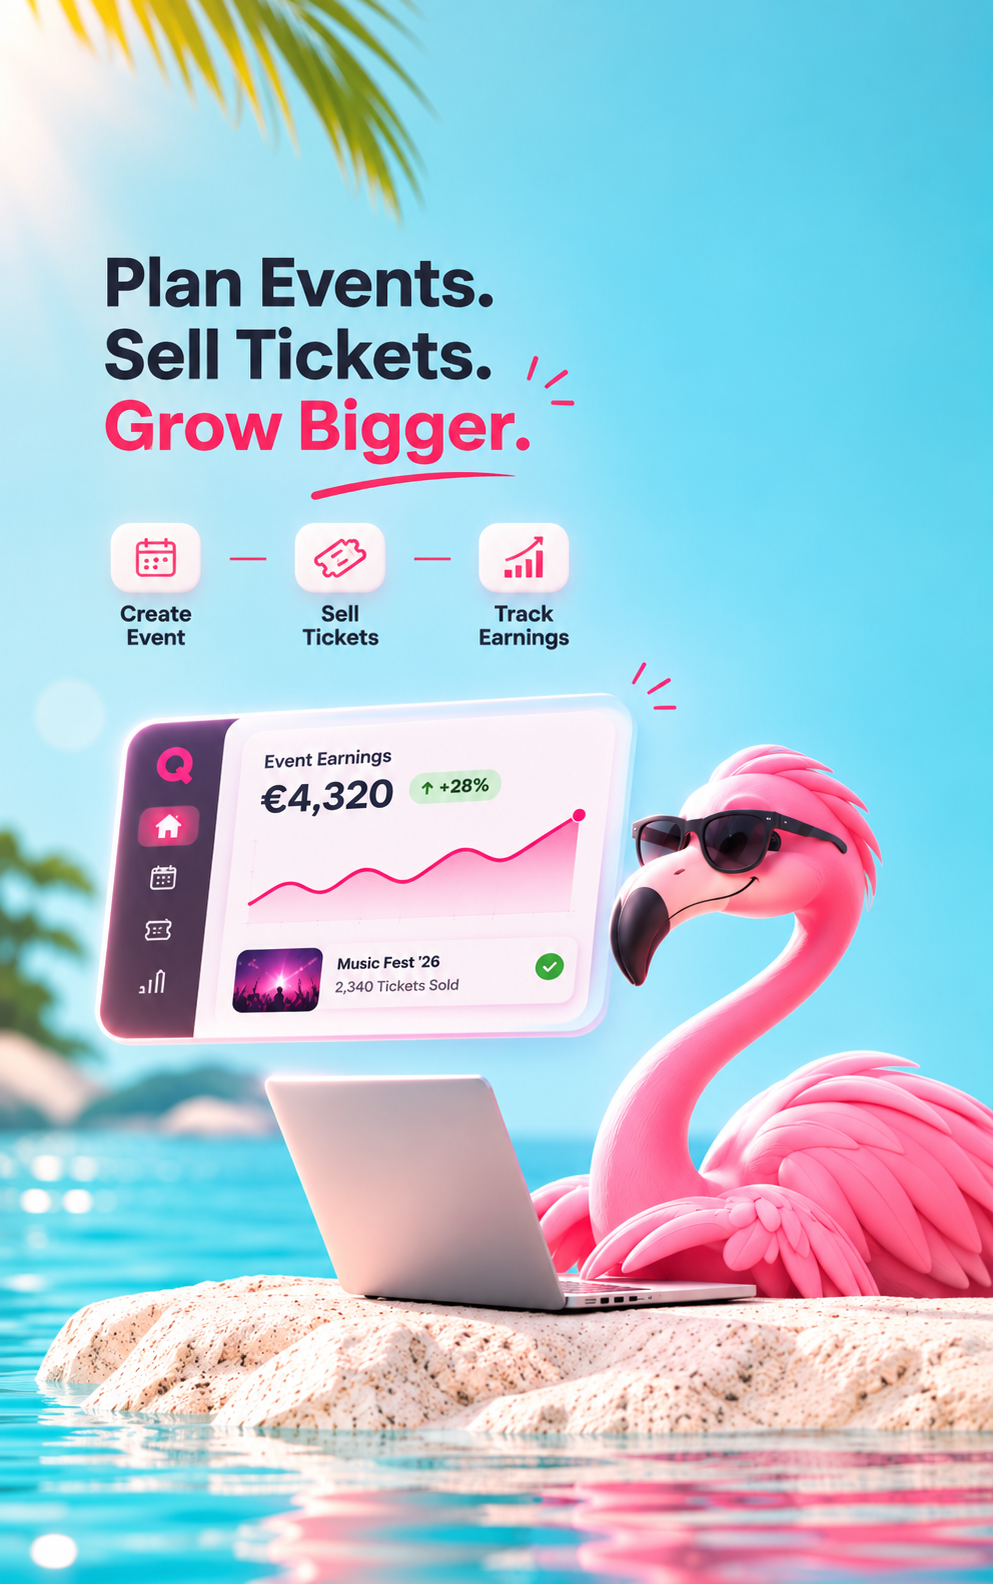 Plan Events.
Sell Tickets.
Grow Bigger.
Create
Event
Sell
Tickets
Track
Earnings
Q
Event Earnings
€4,320
+28%
Music Fest '26
2,340 Tickets Sold